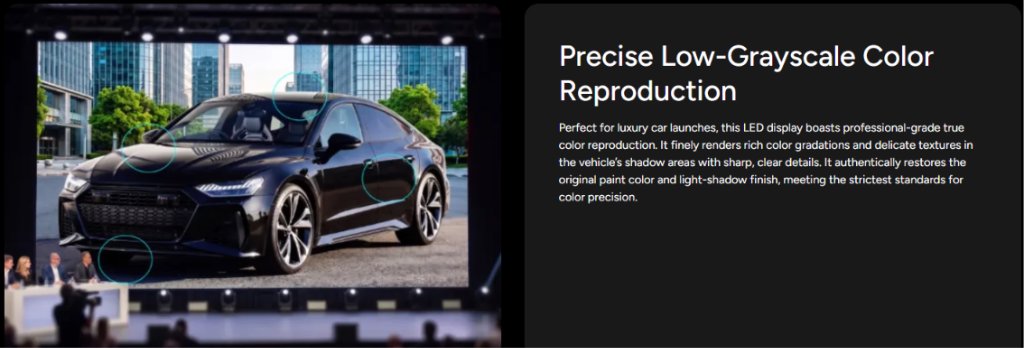 Precise Low-Grayscale Color
Reproduction
Perfect for luxury car launches, this LED display boasts professional-grade true
color reproduction. It finely renders rich color gradations and delicate textures in
the vehicle's shadow areas with sharp, clear details. It authentically restores the
original paint color and light-shadow finish, meeting the strictest standards for
color precision.